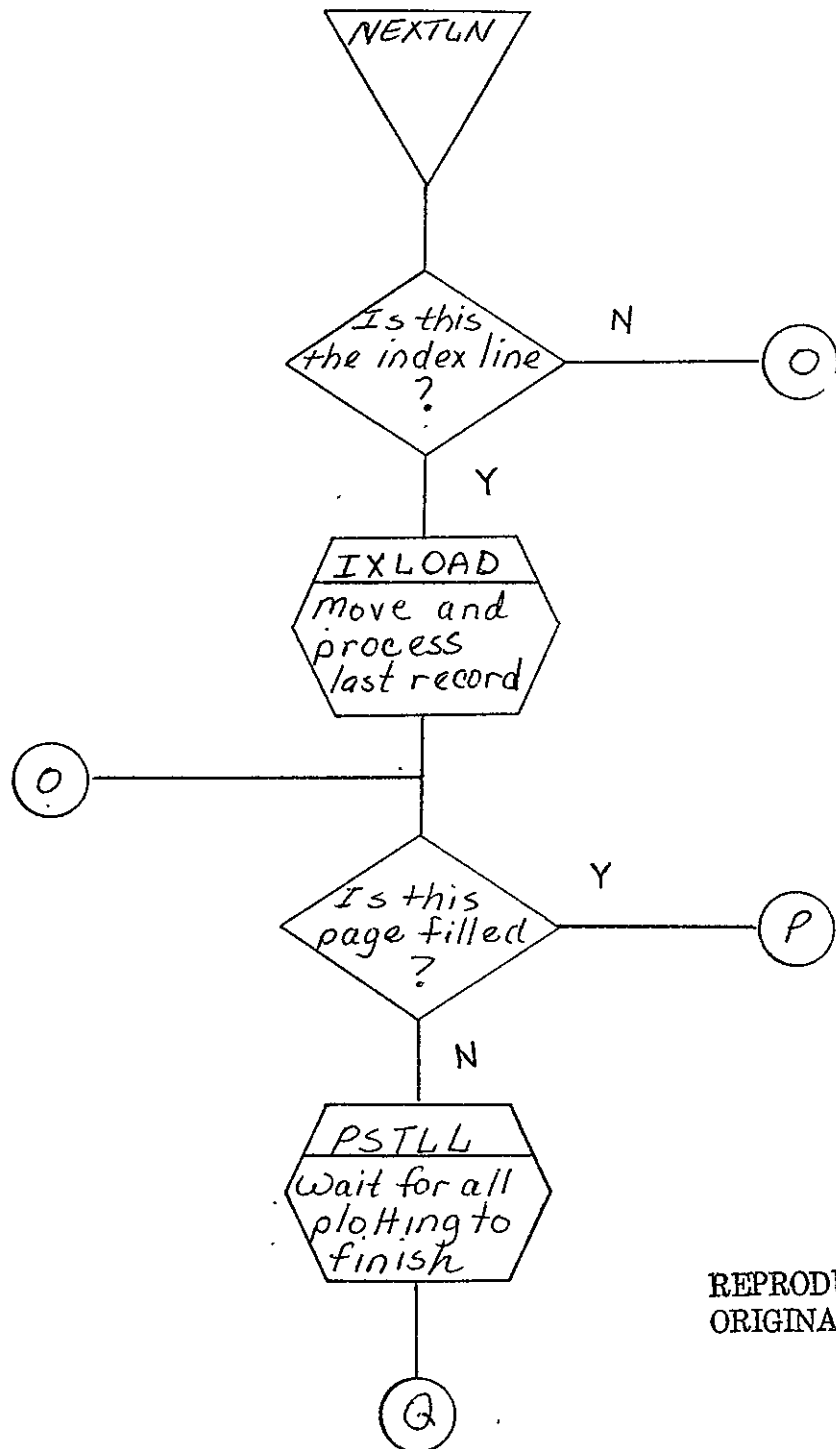 NEXTLN
Is this
the index line
?
N
O
Y
IXLOAD
move and
process
last record
O
Is this
page filled
?
Y
P
N
PSTLL
wait for all
plotting to
finish
REPRODU
ORIGINA
Q